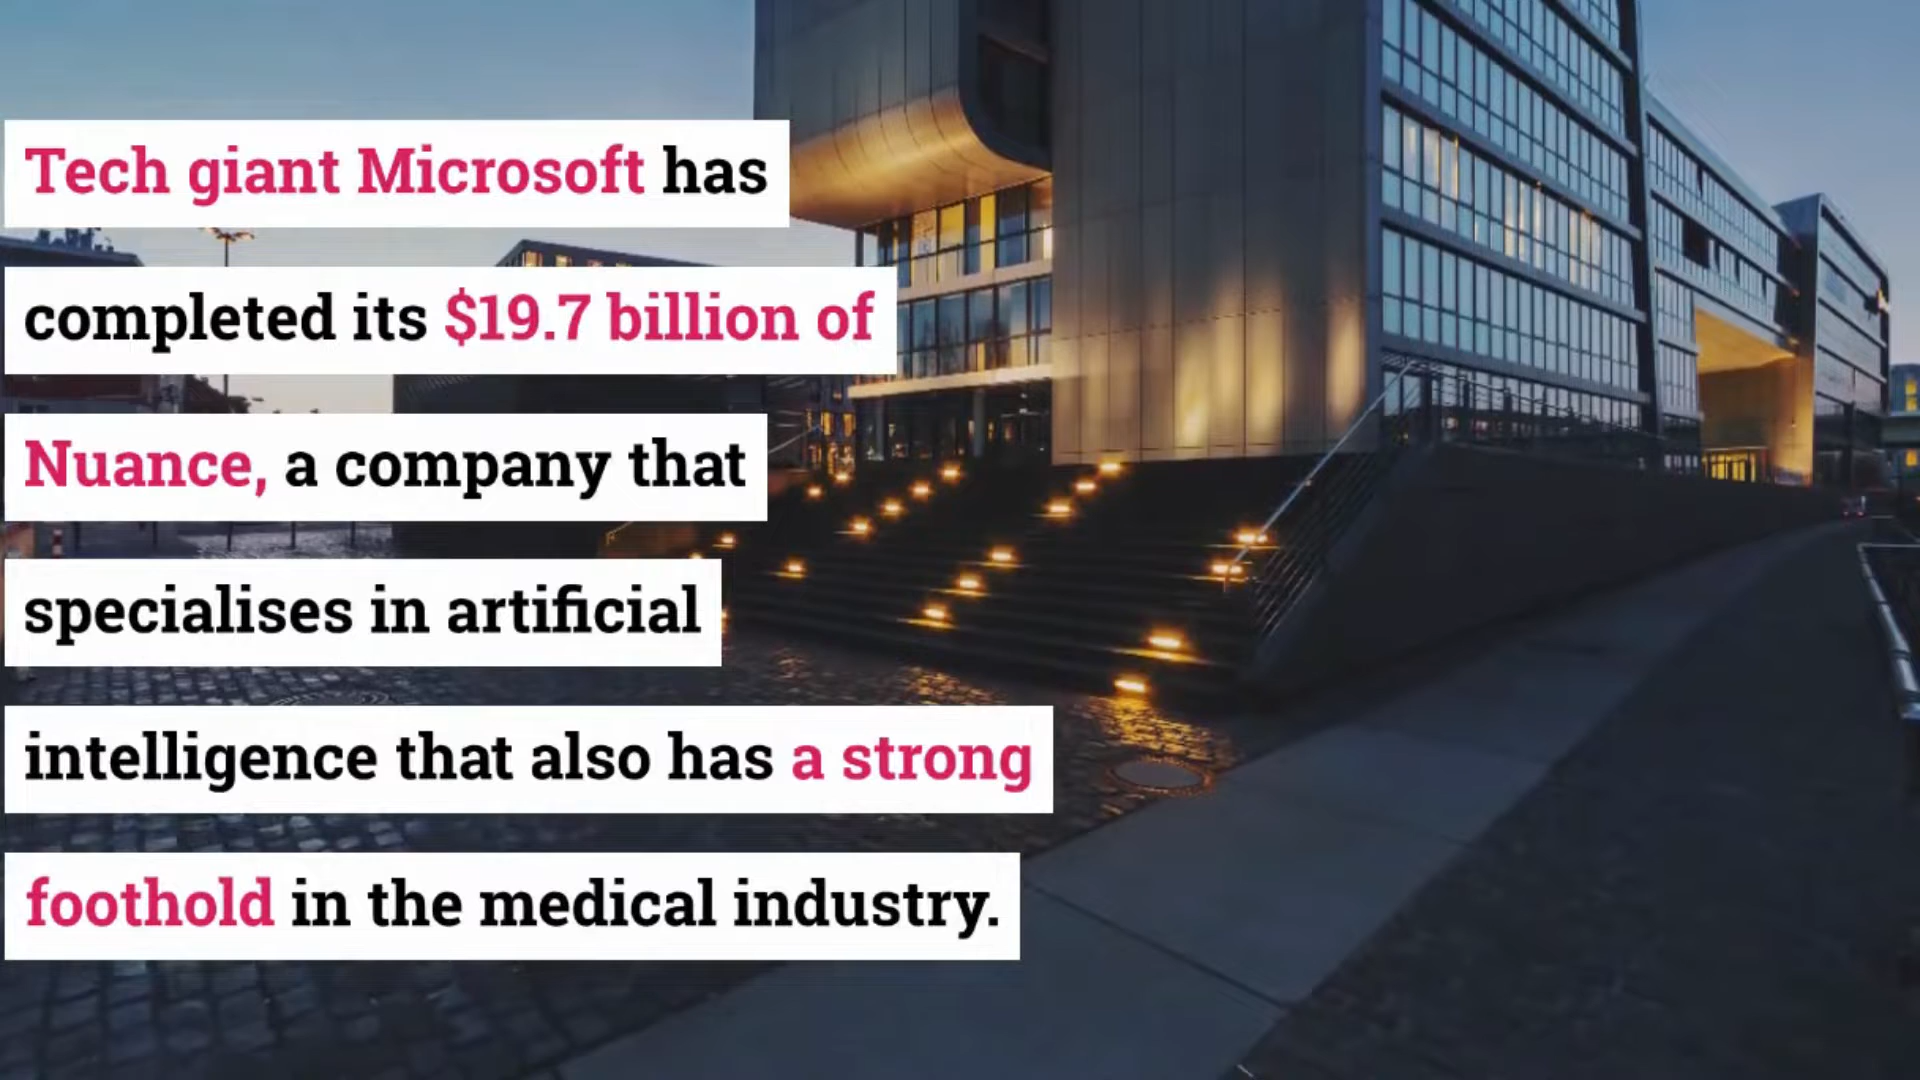 Tech giant Microsoft has
completed its $19.7 billion of
Nuance, a company that
specialises in artificial
intelligence that also has a strong
foothold in the medical industry.